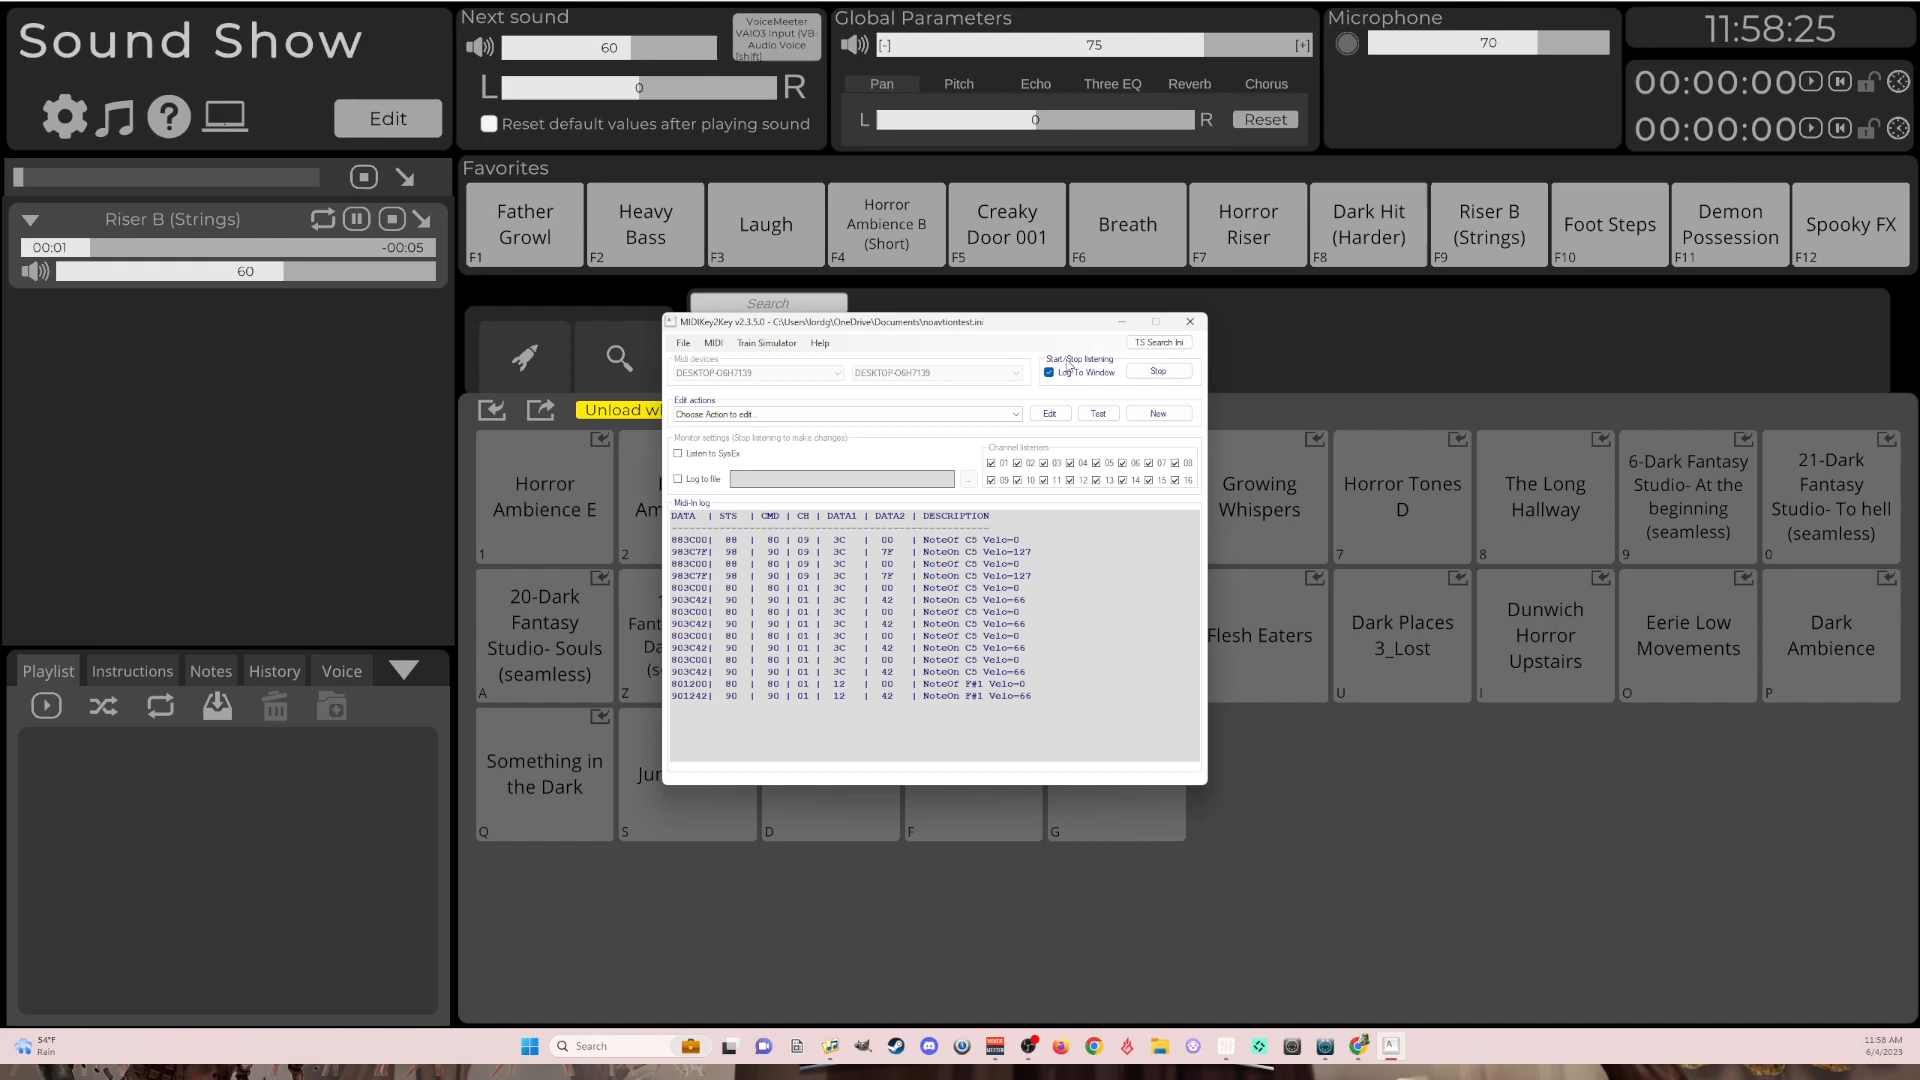 Sound Show
Edit
Next sound
60
VoiceMeeter
VAIO3 Input (VB-
Audio Voice
[shift]
L 0 R
Reset default values after playing sound
Global Parameters
[-] 75 [+]
Pan Pitch Echo Three EQ Reverb Chorus
L 0 R Reset
Microphone
70
11:58:25
00:00:00
00:00:00
Riser B (Strings)
00:01 -00:05
60
Favorites
Father
Growl
F1
Heavy
Bass
F2
Laugh
F3
Horror
Ambience B
(Short)
F4
Creaky
Door 001
F5
Breath
F6
Horror
Riser
F7
Dark Hit
(Harder)
F8
Riser B
(Strings)
F9
Foot Steps
F10
Demon
Possession
F11
Spooky FX
F12
Search
MIDIKey2Key v2.3.5.0 - C:\Users\lordg\OneDrive\Documents\noavtiontest.ini
File MIDI Train Simulator Help
TS Search Ini
Midi devices
DESKTOP-O6H7139 DESKTOP-O6H7139
Start/Stop listening
Log To Window Stop
Edit actions
Choose Action to edit... Edit Test New
Monitor settings (Stop listening to make changes)
Listen to SysEx
Log to file ...
Channel listeners
01 02 03 04 05 06 07 08
09 10 11 12 13 14 15 16
Midi-In log
DATA | STS | CMD | CH | DATA1 | DATA2 | DESCRIPTION
883C00| 88 | 80 | 09 | 3C | 00 | NoteOf C5 Velo=0
983C7F| 98 | 90 | 09 | 3C | 7F | NoteOn C5 Velo=127
883C00| 88 | 80 | 09 | 3C | 00 | NoteOf C5 Velo=0
983C7F| 98 | 90 | 09 | 3C | 7F | NoteOn C5 Velo=127
803C00| 80 | 80 | 01 | 3C | 00 | NoteOf C5 Velo=0
903C42| 90 | 90 | 01 | 3C | 42 | NoteOn C5 Velo=66
803C00| 80 | 80 | 01 | 3C | 00 | NoteOf C5 Velo=0
903C42| 90 | 90 | 01 | 3C | 42 | NoteOn C5 Velo=66
803C00| 80 | 80 | 01 | 3C | 00 | NoteOf C5 Velo=0
903C42| 90 | 90 | 01 | 3C | 42 | NoteOn C5 Velo=66
803C00| 80 | 80 | 01 | 3C | 00 | NoteOf C5 Velo=0
903C42| 90 | 90 | 01 | 3C | 42 | NoteOn C5 Velo=66
801200| 80 | 80 | 01 | 12 | 00 | NoteOf F#1 Velo=0
901242| 90 | 90 | 01 | 12 | 42 | NoteOn F#1 Velo=66
Unload
Horror
Ambience E
1
2
Growing
Whispers
Horror Tones
D
7
The Long
Hallway
8
6-Dark Fantasy
Studio- At the
beginning
(seamless)
9
21-Dark
Fantasy
Studio- To hell
(seamless)
0
20-Dark
Fantasy
Studio- Souls
(seamless)
A
Z
Flesh Eaters
Dark Places
3_Lost
U
Dunwich
Horror
Upstairs
I
Eerie Low
Movements
O
Dark
Ambience
P
Something in
the Dark
Q
S
D
F
G
Playlist Instructions Notes History Voice
54°F
Rain
Search
11:58 AM
6/4/2023